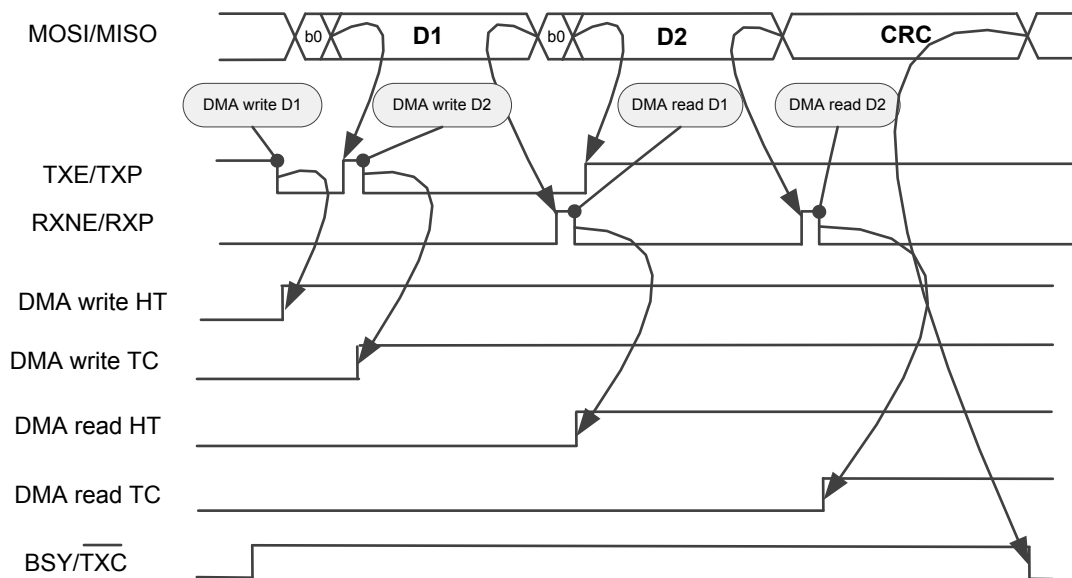 MOSI/MISO b0 D1 b0 D2 CRC
DMA write D1 DMA write D2 DMA read D1 DMA read D2
TXE/TXP
RXNE/RXP
DMA write HT
DMA write TC
DMA read HT
DMA read TC
BSY/T̅X̅C̅